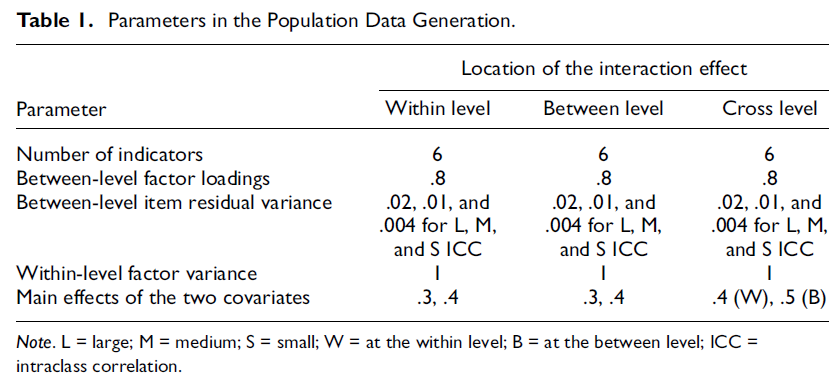 Table 1. Parameters in the Population Data Generation.
Location of the interaction effect
Parameter Within level Between level Cross level
Number of indicators 6 6 6
Between-level factor loadings .8 .8 .8
Between-level item residual variance .02, .01, and .02, .01, and .02, .01, and
.004 for L, M, .004 for L, M, .004 for L, M,
and S ICC and S ICC and S ICC
Within-level factor variance 1 1 1
Main effects of the two covariates .3, .4 .3, .4 .4 (W), .5 (B)
Note. L = large; M = medium; S = small; W = at the within level; B = at the between level; ICC =
intraclass correlation.